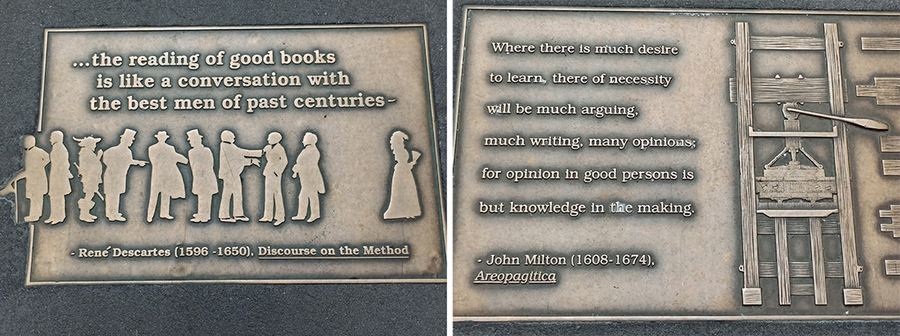 ...the reading of good books
is like a conversation with
the best men of past centuries-
- René Descartes (1596 -1650), Discourse on the Method
Where there is much desire
to learn, there of necessity
will be much arguing,
much writing, many opinions;
for opinion in good persons is
but knowledge in the making.
- John Milton (1608-1674),
Areopagitica